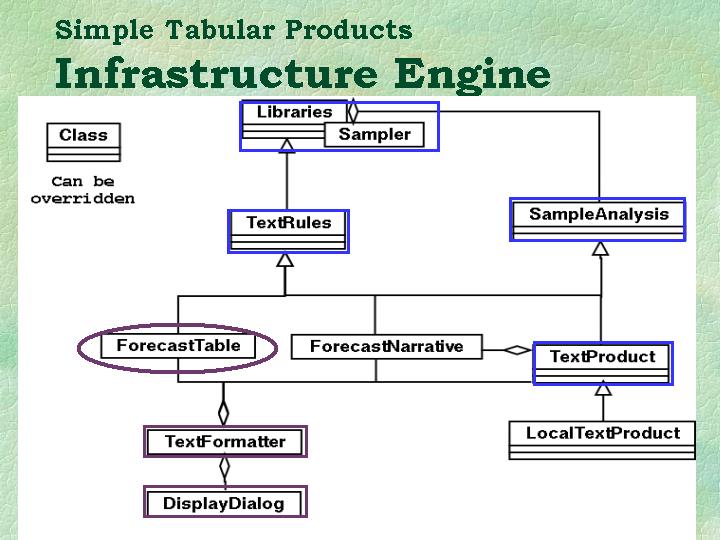 Simple Tabular Products
Infrastructure Engine
Libraries
Sampler
Class
Can be
overridden
TextRules
SampleAnalysis
ForecastTable
ForecastNarrative
TextProduct
TextFormatter
LocalTextProduct
DisplayDialog